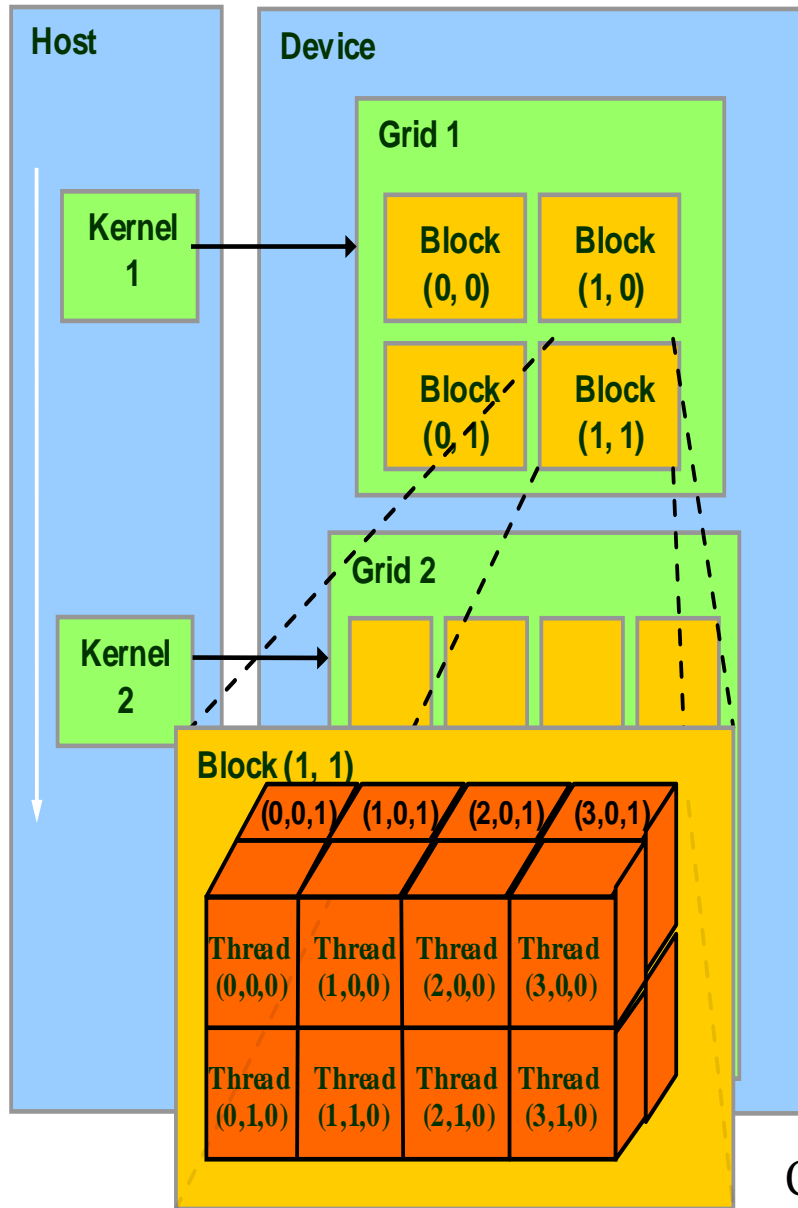 Host
Device
Grid 1
Kernel
1
Block
(0, 0)
Block
(1, 0)
Block
(0, 1)
Block
(1, 1)
Grid 2
Kernel
2
Block (1, 1)
(0,0,1)
(1,0,1)
(2,0,1)
(3,0,1)
Thread
(0,0,0)
Thread
(1,0,0)
Thread
(2,0,0)
Thread
(3,0,0)
Thread
(0,1,0)
Thread
(1,1,0)
Thread
(2,1,0)
Thread
(3,1,0)